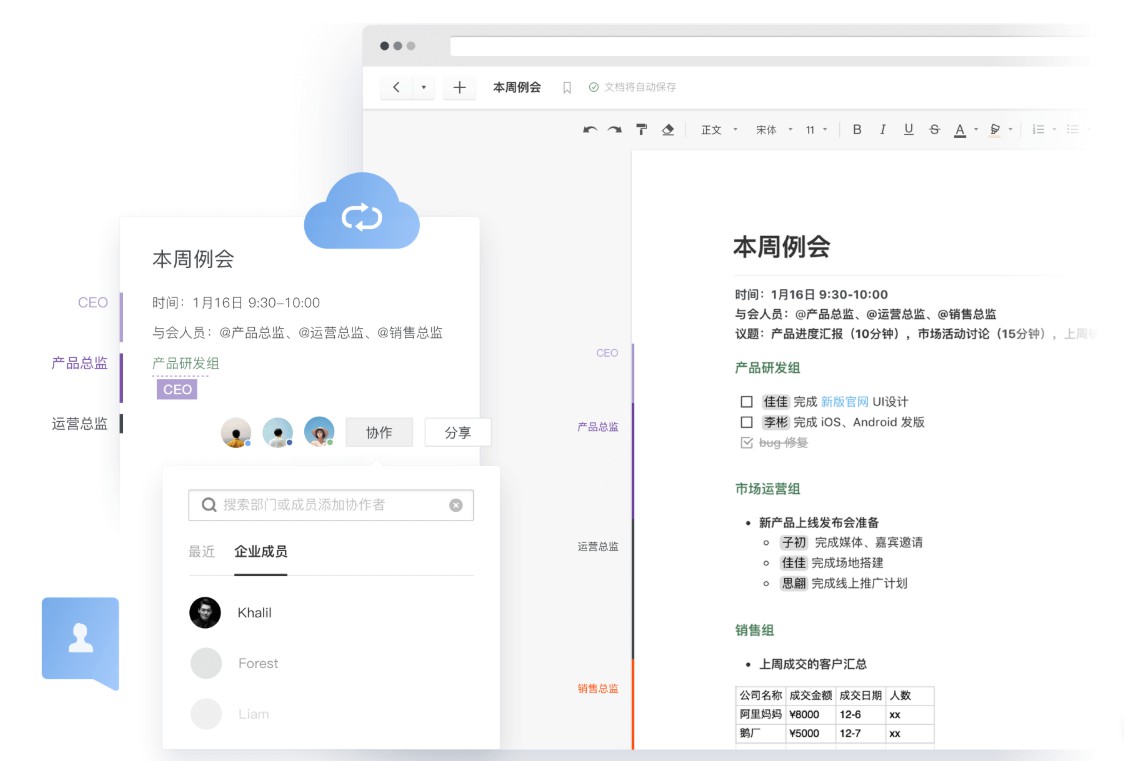 本周例会
文档将自动保存
正文
宋体
11
B I U S A
本周例会
时间：1月16日 9:30-10:00
与会人员：@产品总监、@运营总监、@销售总监
议题：产品进度汇报（10分钟），市场活动讨论（15分钟），上周
CEO
产品总监
运营总监
销售总监
产品研发组
佳佳 完成 新版官网 UI设计
李彬 完成 iOS、Android 发版
bug 修复
市场运营组
新产品上线发布会准备
子初 完成媒体、嘉宾邀请
佳佳 完成场地搭建
思翩 完成线上推广计划
销售组
上周成交的客户汇总
公司名称 成交金额 成交日期 人数
阿里妈妈 ¥8000 12-6 xx
鹅厂 ¥5000 12-7 xx
本周例会
CEO
时间：1月16日 9:30–10:00
与会人员：@产品总监、@运营总监、@销售总监
产品总监
产品研发组
CEO
运营总监
协作
分享
搜索部门或成员添加协作者
最近
企业成员
Khalil
Forest
Liam